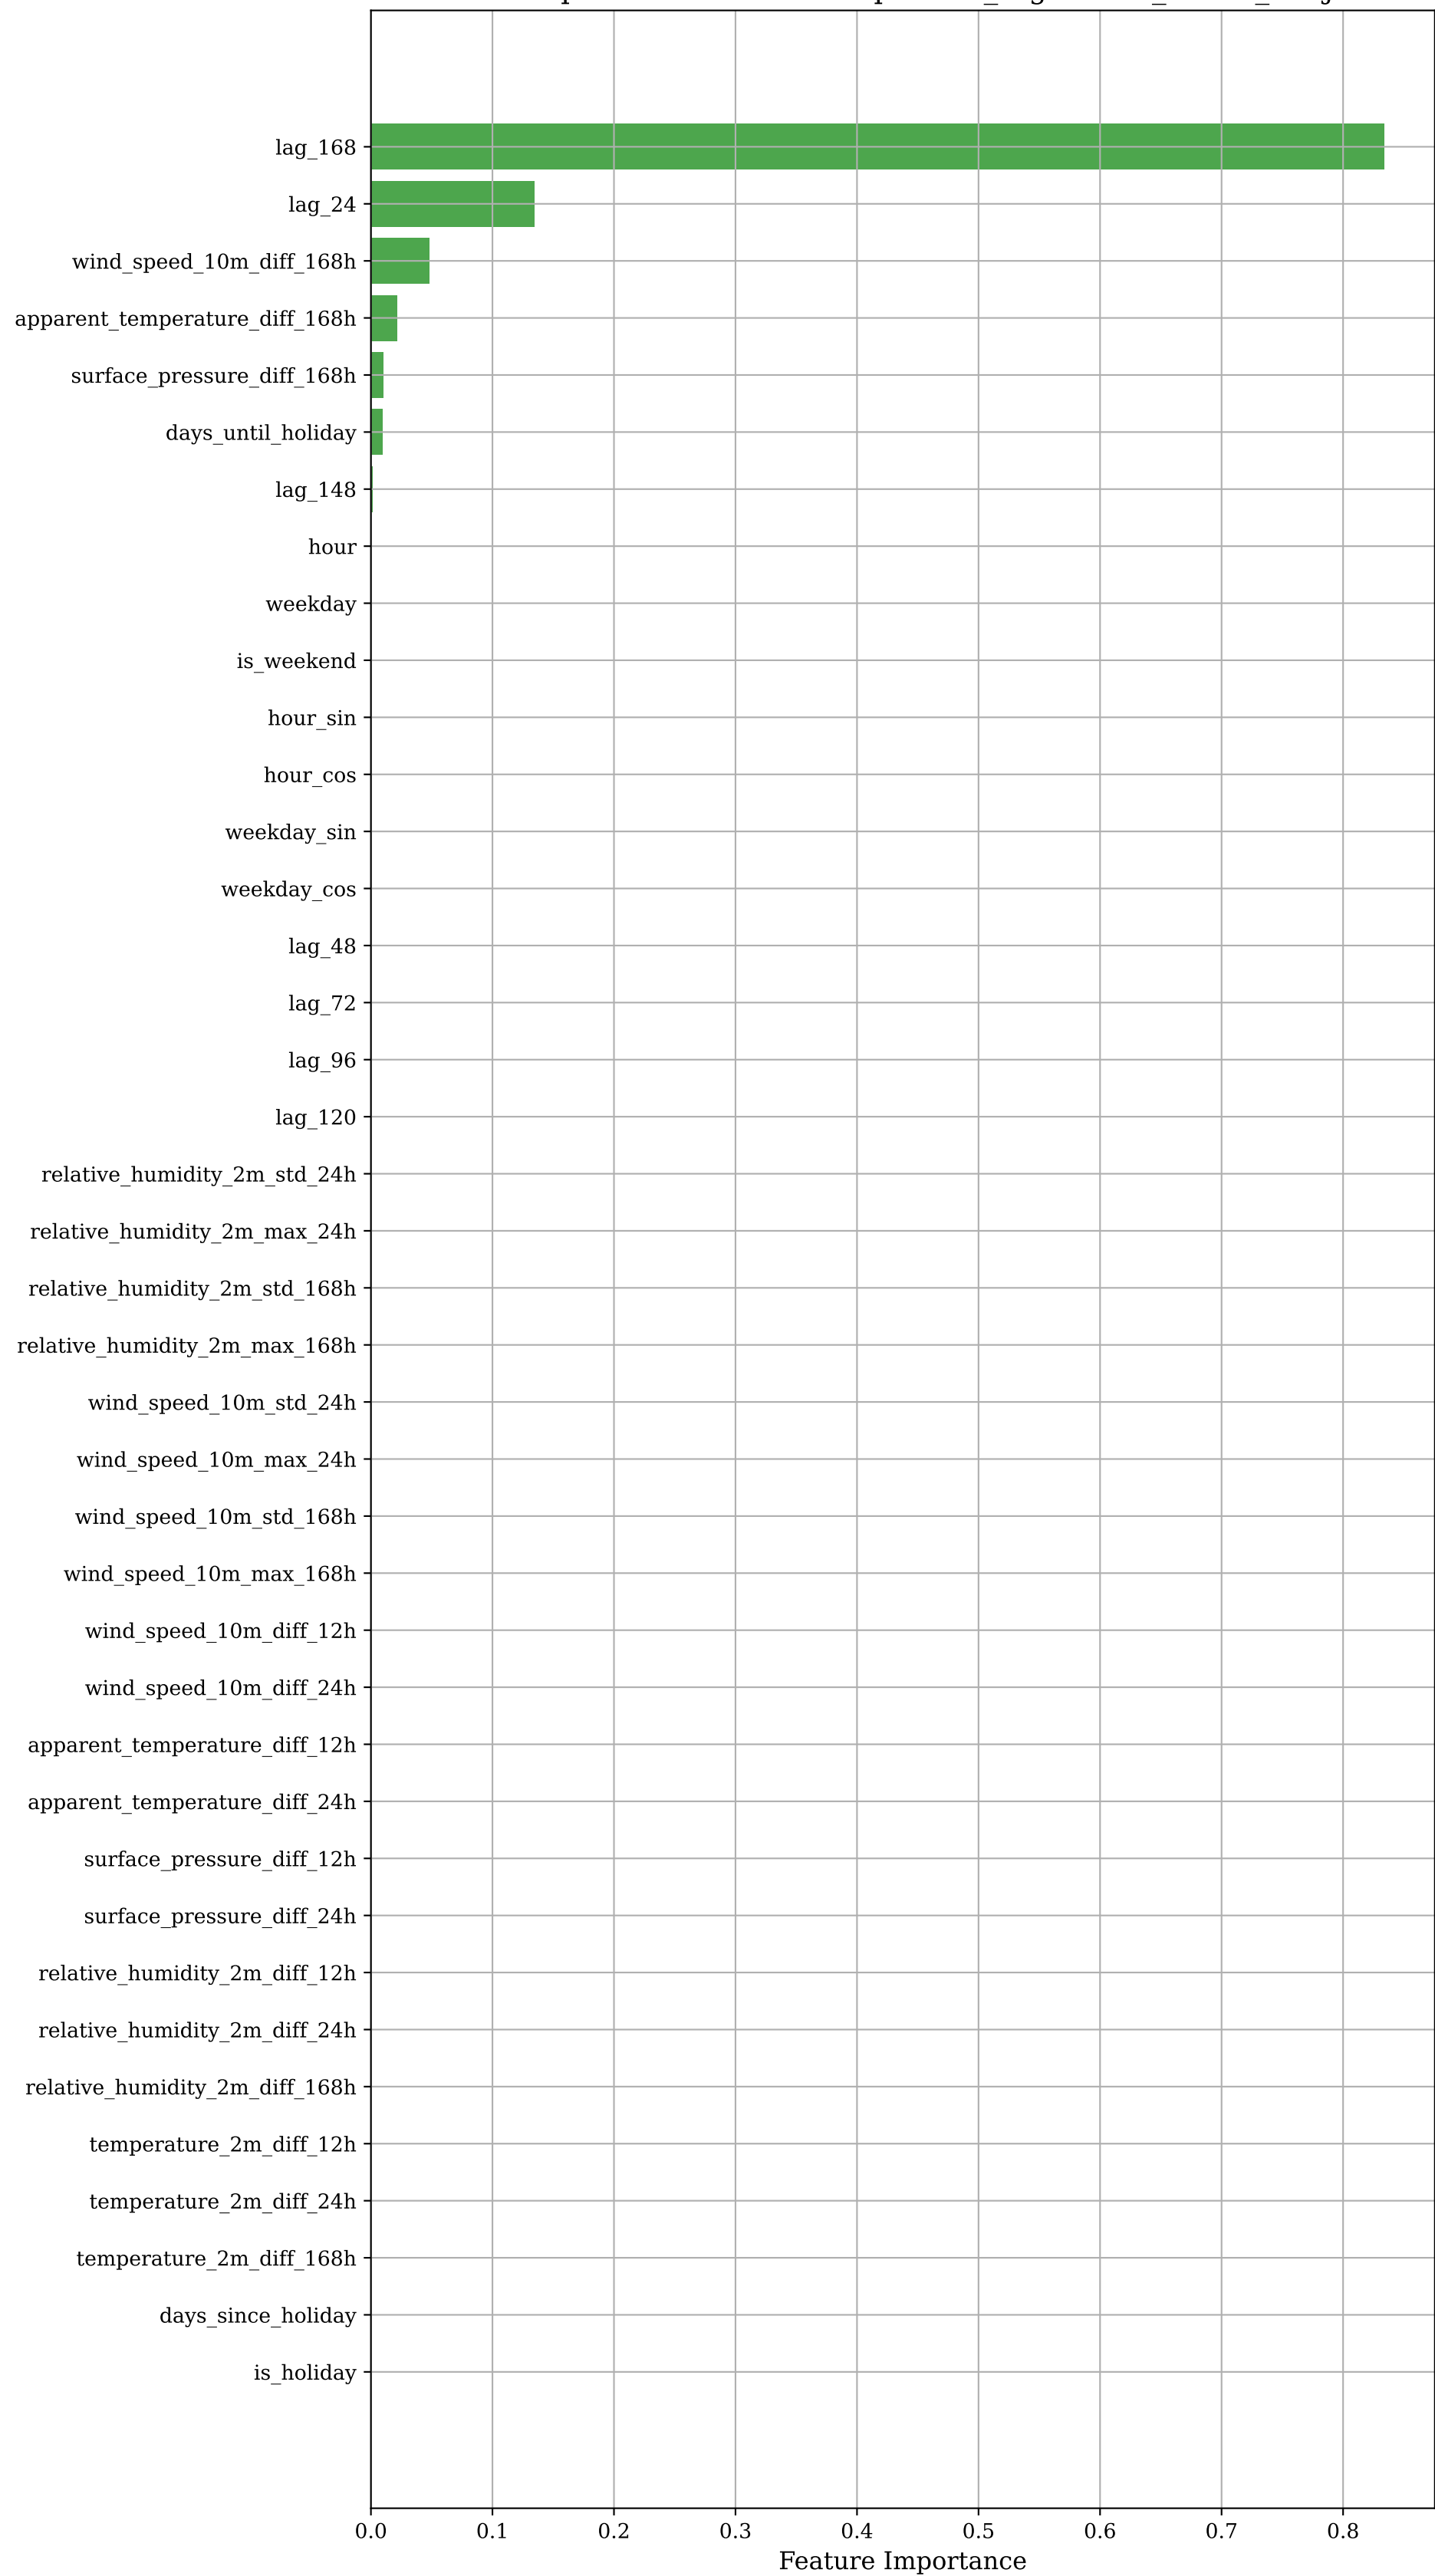 lag_168
lag_24
wind_speed_10m_diff_168h
apparent_temperature_diff_168h
surface_pressure_diff_168h
days_until_holiday
lag_148
hour
weekday
is_weekend
hour_sin
hour_cos
weekday_sin
weekday_cos
lag_48
lag_72
lag_96
lag_120
relative_humidity_2m_std_24h
relative_humidity_2m_max_24h
relative_humidity_2m_std_168h
relative_humidity_2m_max_168h
wind_speed_10m_std_24h
wind_speed_10m_max_24h
wind_speed_10m_std_168h
wind_speed_10m_max_168h
wind_speed_10m_diff_12h
wind_speed_10m_diff_24h
apparent_temperature_diff_12h
apparent_temperature_diff_24h
surface_pressure_diff_12h
surface_pressure_diff_24h
relative_humidity_2m_diff_12h
relative_humidity_2m_diff_24h
relative_humidity_2m_diff_168h
temperature_2m_diff_12h
temperature_2m_diff_24h
temperature_2m_diff_168h
days_since_holiday
is_holiday
0.0 0.1 0.2 0.3 0.4 0.5 0.6 0.7 0.8
Feature Importance